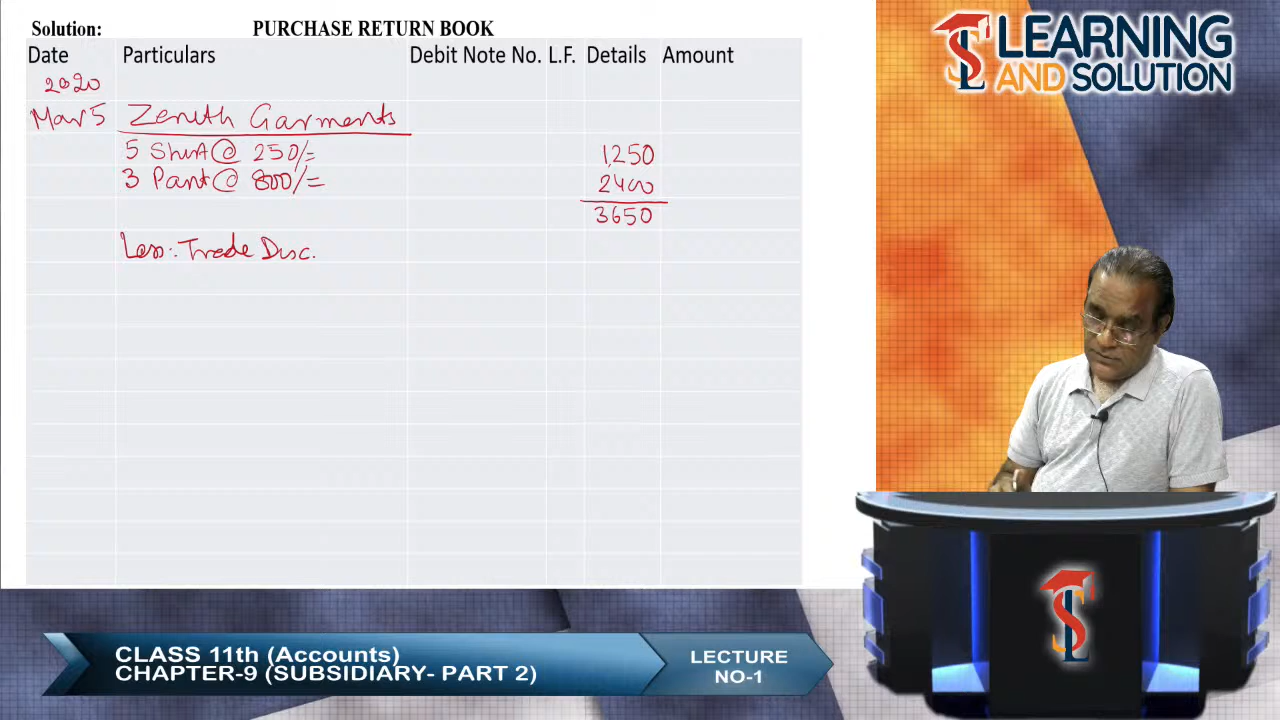 Solution: PURCHASE RETURN BOOK
Date Particulars Debit Note No. L.F. Details Amount
2020
Mar 5 Zenith Garments
5 Shirt @ 250/= 1250
3 Pant @ 800/= 2400
3650
Less: Trade Disc.
LEARNING
AND SOLUTION
CLASS 11th (Accounts)
CHAPTER-9 (SUBSIDIARY- PART 2)
LECTURE
NO-1